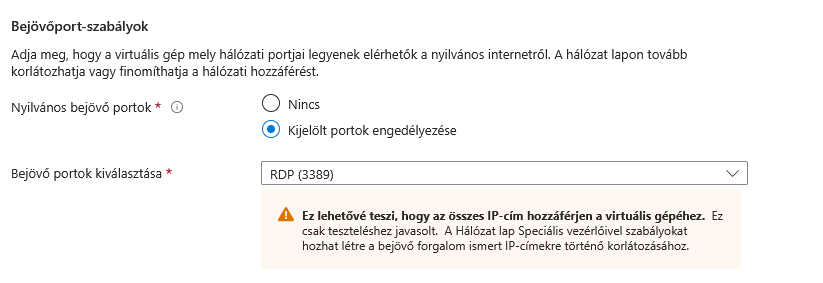 Bejövőport-szabályok
Adja meg, hogy a virtuális gép mely hálózati portjai legyenek elérhetők a nyilvános internetről. A hálózat lapon tovább
korlátozhatja vagy finomíthatja a hálózati hozzáférést.
Nyilvános bejövő portok *
Nincs
Kijelölt portok engedélyezése
Bejövő portok kiválasztása *
RDP (3389)
Ez lehetővé teszi, hogy az összes IP-cím hozzáférjen a virtuális gépéhez. Ez
csak teszteléshez javasolt. A Hálózat lap Speciális vezérlőivel szabályokat
hozhat létre a bejövő forgalom ismert IP-címekre történő korlátozásához.